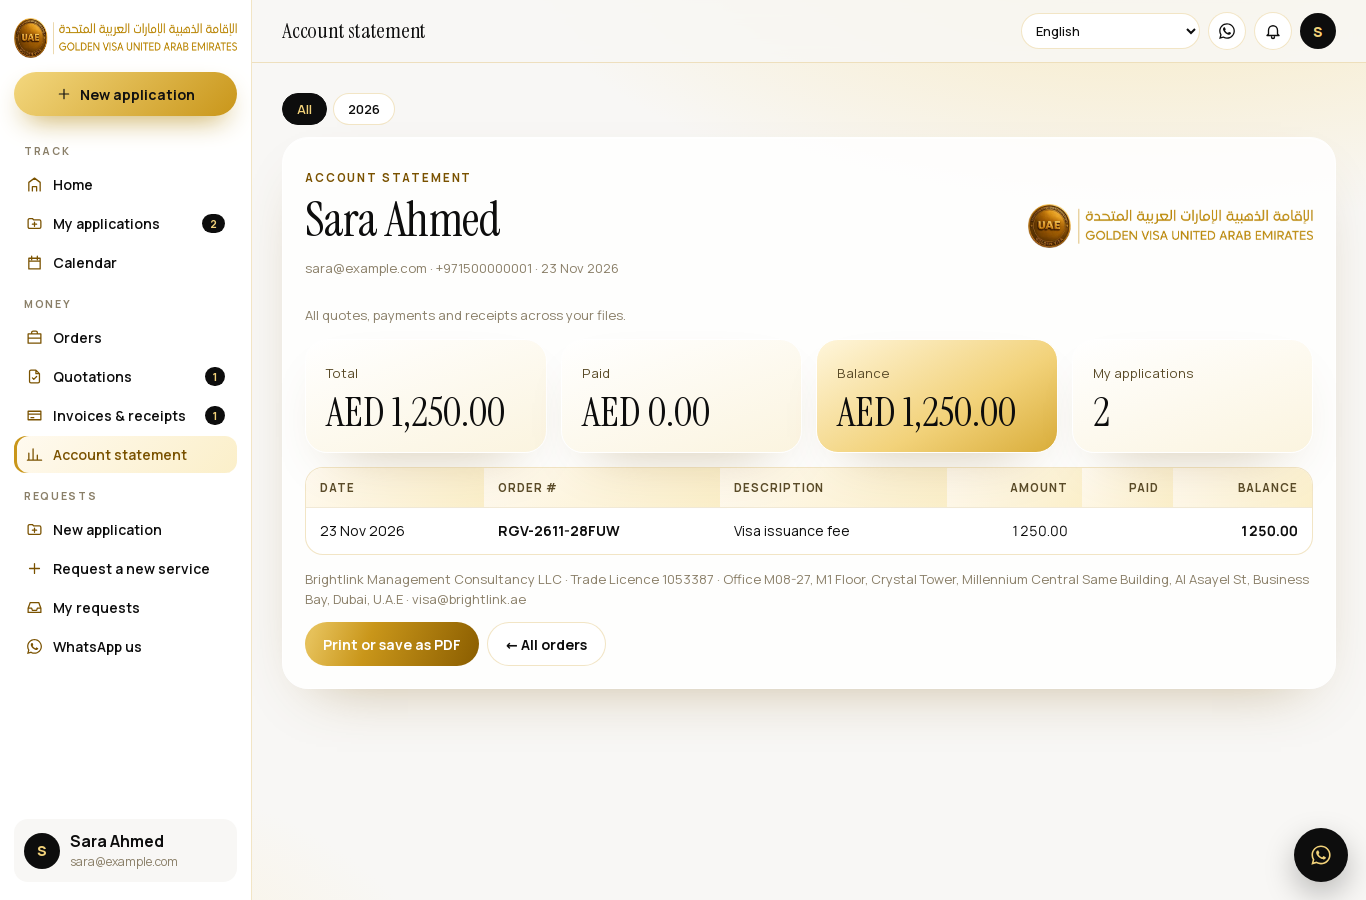 UAE
الإقامة الذهبية الإمارات العربية المتحدة
GOLDEN VISA UNITED ARAB EMIRATES
New application
TRACK
Home
My applications 2
Calendar
MONEY
Orders
Quotations 1
Invoices & receipts 1
Account statement
REQUESTS
New application
Request a new service
My requests
WhatsApp us
S
Sara Ahmed
sara@example.com
Account statement
English
S
All 2026
ACCOUNT STATEMENT
Sara Ahmed
sara@example.com · +971500000001 · 23 Nov 2026
UAE
الإقامة الذهبية الإمارات العربية المتحدة
GOLDEN VISA UNITED ARAB EMIRATES
All quotes, payments and receipts across your files.
Total
AED 1,250.00
Paid
AED 0.00
Balance
AED 1,250.00
My applications
2
DATE ORDER # DESCRIPTION AMOUNT PAID BALANCE
23 Nov 2026 RGV-2611-28FUW Visa issuance fee 1250.00 1250.00
Brightlink Management Consultancy LLC · Trade Licence 1053387 · Office M08-27, M1 Floor, Crystal Tower, Millennium Central Same Building, Al Asayel St, Business
Bay, Dubai, U.A.E · visa@brightlink.ae
Print or save as PDF
← All orders